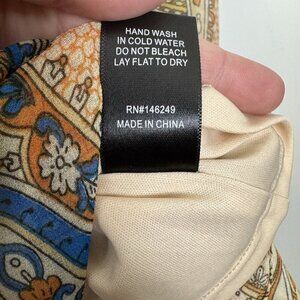 HAND WASH
IN COLD WATER
DO NOT BLEACH
LAY FLAT TO DRY
RN#146249
MADE IN CHINA